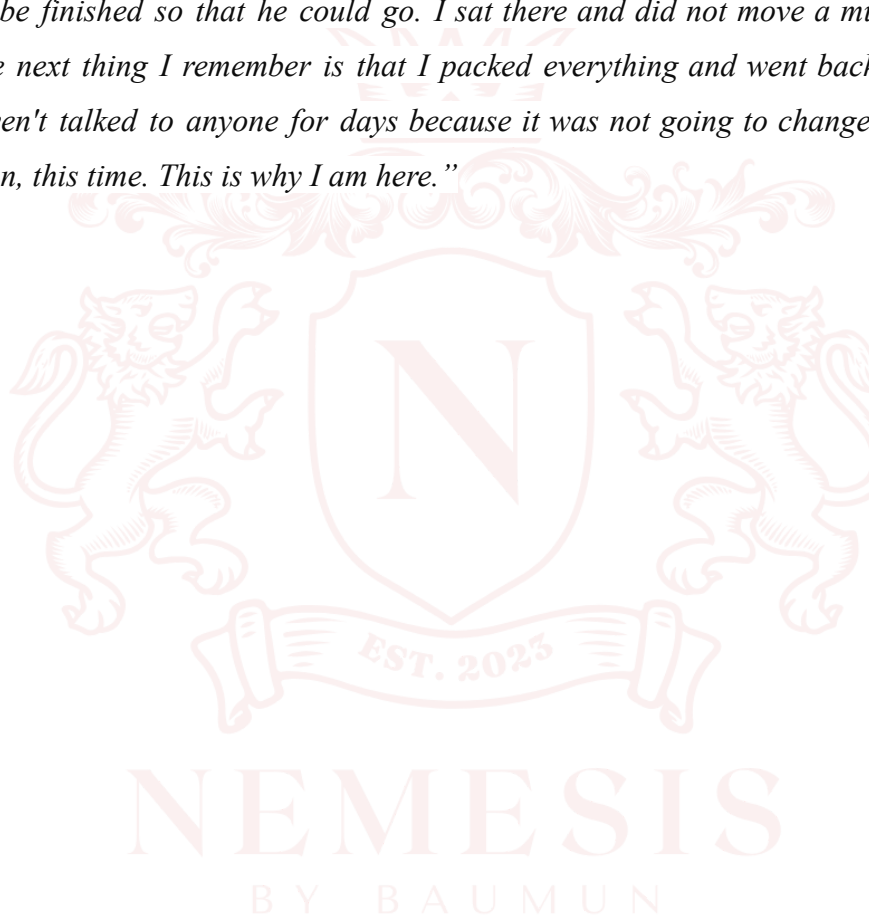 be finished so that he could go. I sat there and did not move a mu
e next thing I remember is that I packed everything and went back
en't talked to anyone for days because it was not going to change
n, this time. This is why I am here.”
N
EST. 2023
NEMESIS
BY BAUMUN